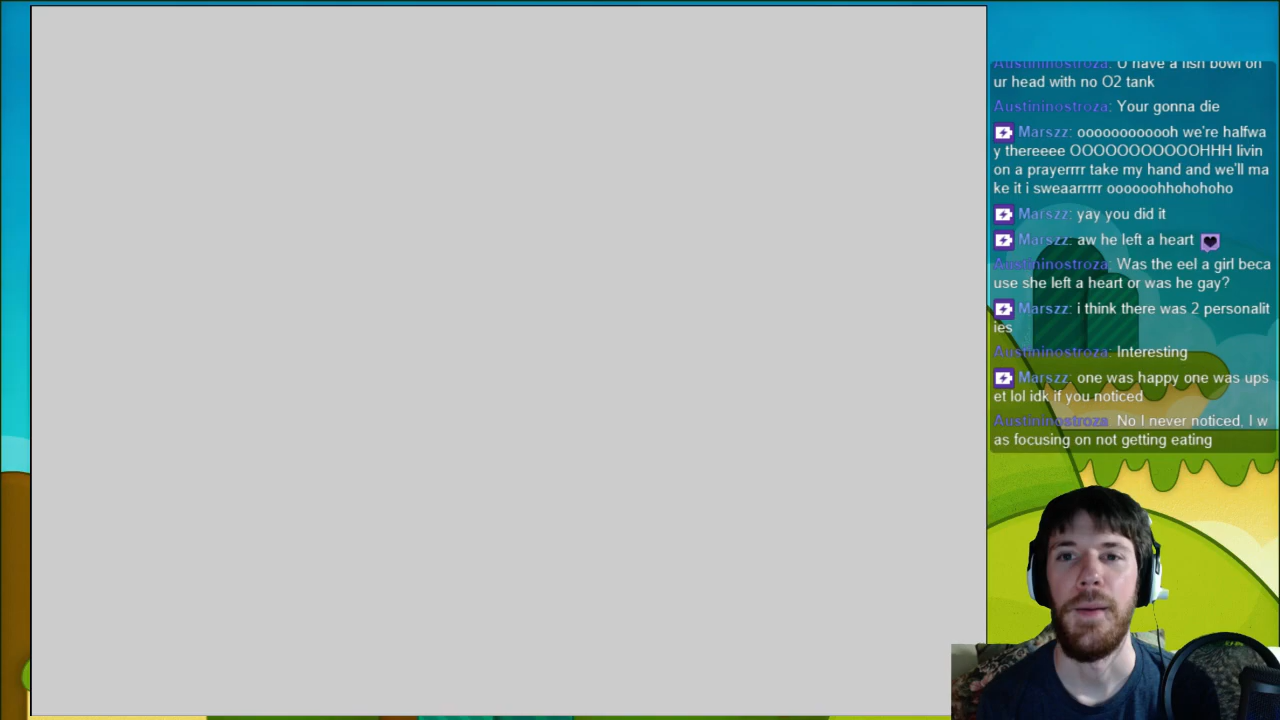 Austininostroza: U have a fish bowl on
ur head with no O2 tank
Austininostroza: Your gonna die
Marszz: oooooooooooh we're halfwa
y thereeee OOOOOOOOOOOHHH livin
on a prayerrrr take my hand and we'll ma
ke it i sweaarrrrr oooooohhohohoho
Marszz: yay you did it
Marszz: aw he left a heart
Austininostroza: Was the eel a girl beca
use she left a heart or was he gay?
Marszz: i think there was 2 personalit
ies
Austininostroza: Interesting
Marszz: one was happy one was ups
et lol idk if you noticed
Austininostroza: No I never noticed, I w
as focusing on not getting eating